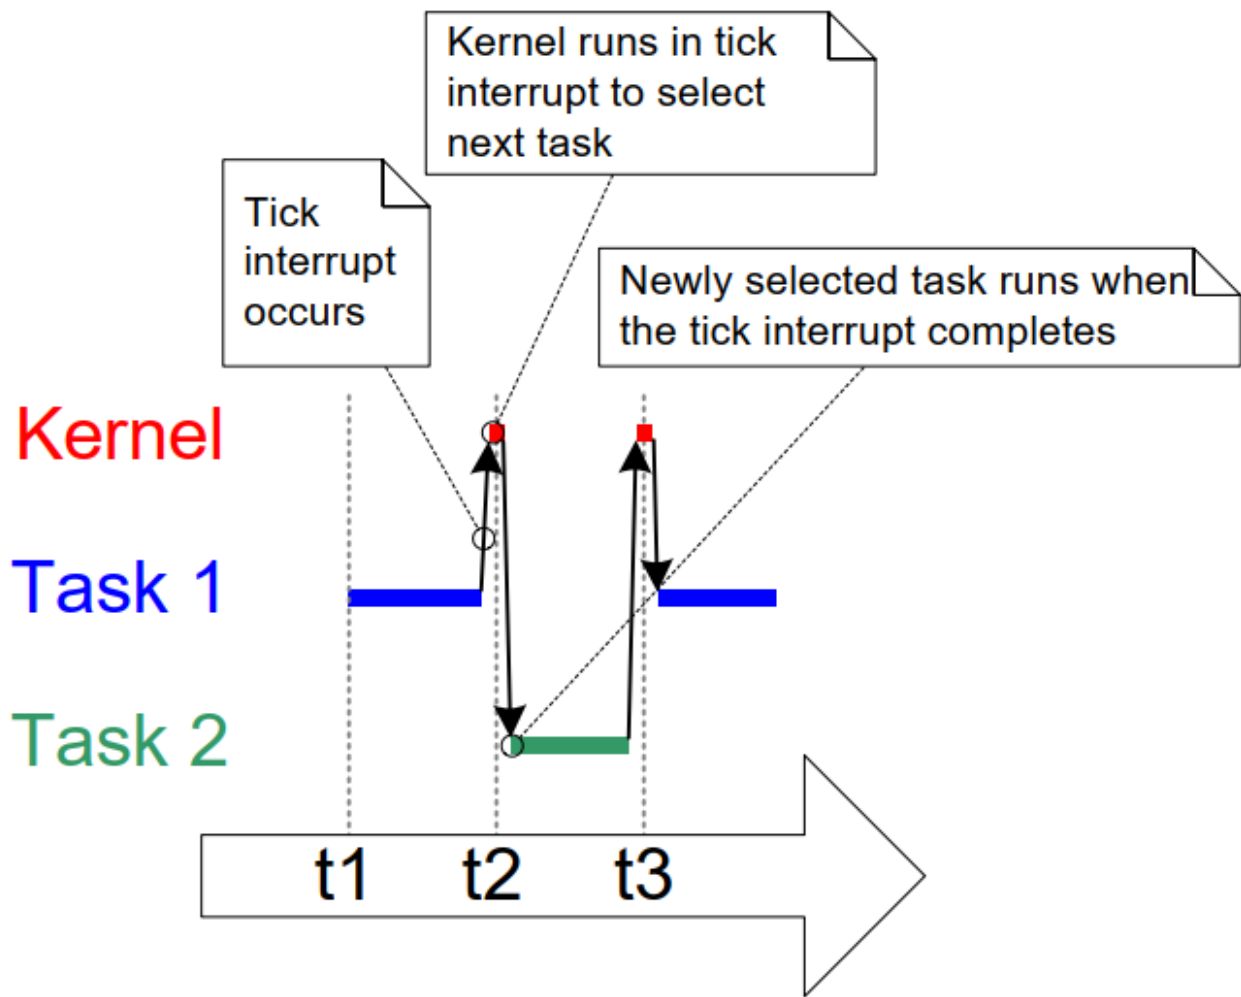 Kernel runs in tick
interrupt to select
next task
Tick
interrupt
occurs
Newly selected task runs when
the tick interrupt completes
Kernel
Task 1
Task 2
t1 t2 t3